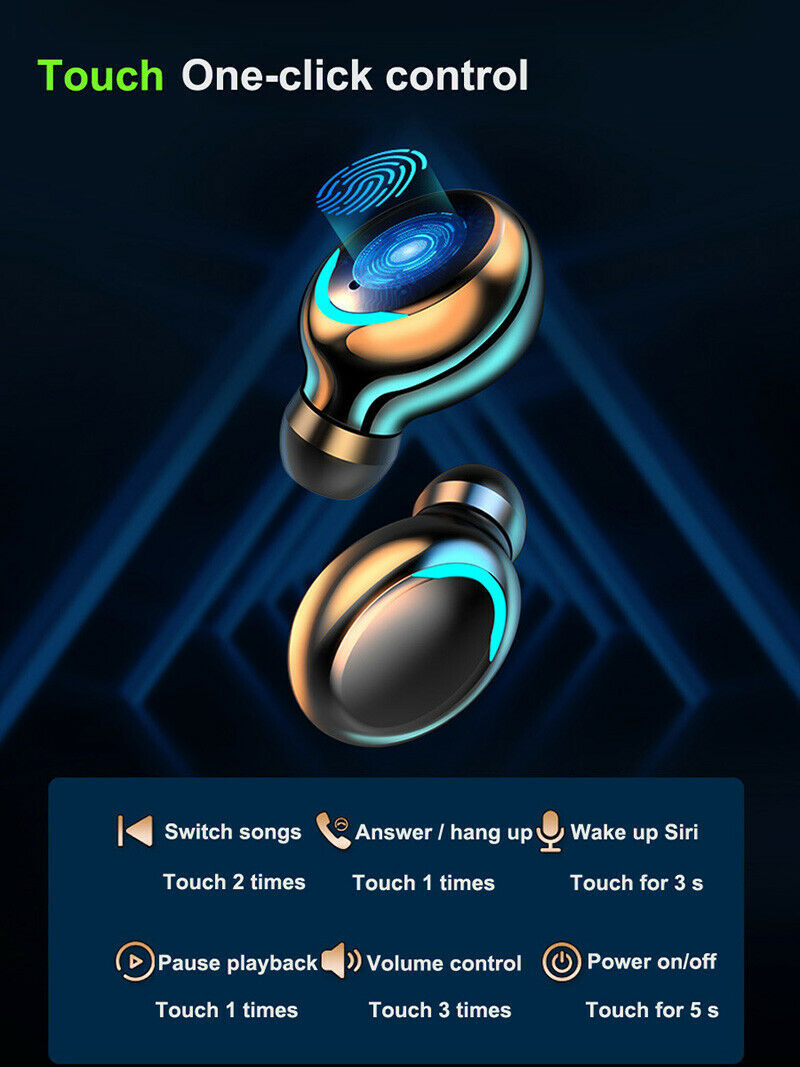 Touch One-click control
Switch songs
Answer / hang up
Wake up Siri
Touch 2 times
Touch 1 times
Touch for 3 s
Pause playback
Volume control
Power on/off
Touch 1 times
Touch 3 times
Touch for 5 s